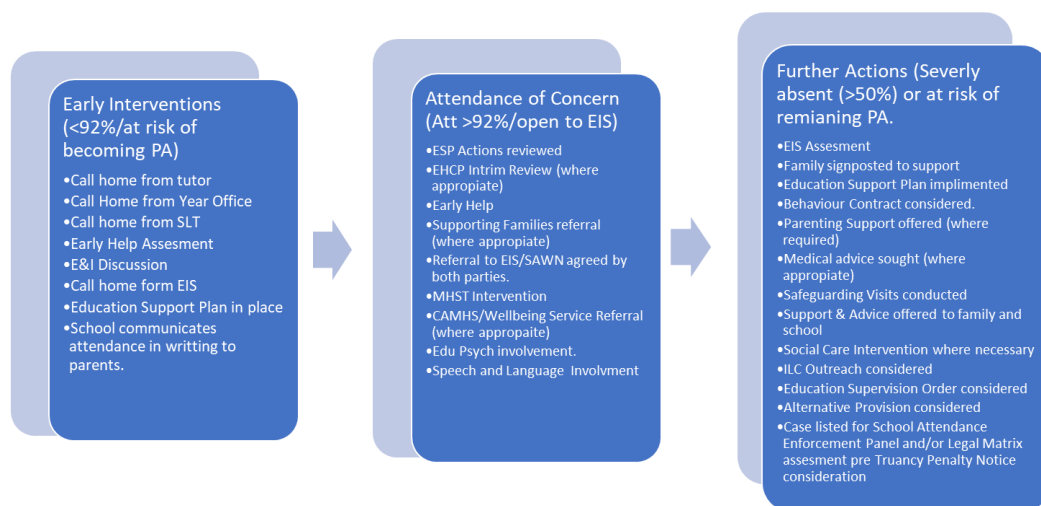 Early Interventions
(<92%/at risk of
becoming PA)
•Call home from tutor
•Call Home from Year Office
•Call home from SLT
•Early Help Assesment
•E&I Discussion
•Call home form EIS
•Education Support Plan in place
•School communicates
attendance in writting to
parents.
Attendance of Concern
(Att >92%/open to EIS)
•ESP Actions reviewed
•EHCP Intrim Review (where
appropiate)
•Early Help
•Supporting Families referral
(where appropiate)
•Referral to EIS/SAWN agreed by
both parties.
•MHST Intervention
•CAMHS/Wellbeing Service Referral
(where appropaite)
•Edu Psych involvement.
•Speech and Language Involvment
Further Actions (Severly
absent (>50%) or at risk of
remianing PA.
•EIS Assesment
•Family signposted to support
•Education Support Plan implimented
•Behaviour Contract considered.
•Parenting Support offered (where
required)
•Medical advice sought (where
appropiate)
•Safeguarding Visits conducted
•Support & Advice offered to family and
school
•Social Care Intervention where necessary
•ILC Outreach considered
•Education Supervision Order considered
•Alternative Provision considered
•Case listed for School Attendance
Enforcement Panel and/or Legal Matrix
assesment pre Truancy Penalty Notice
consideration